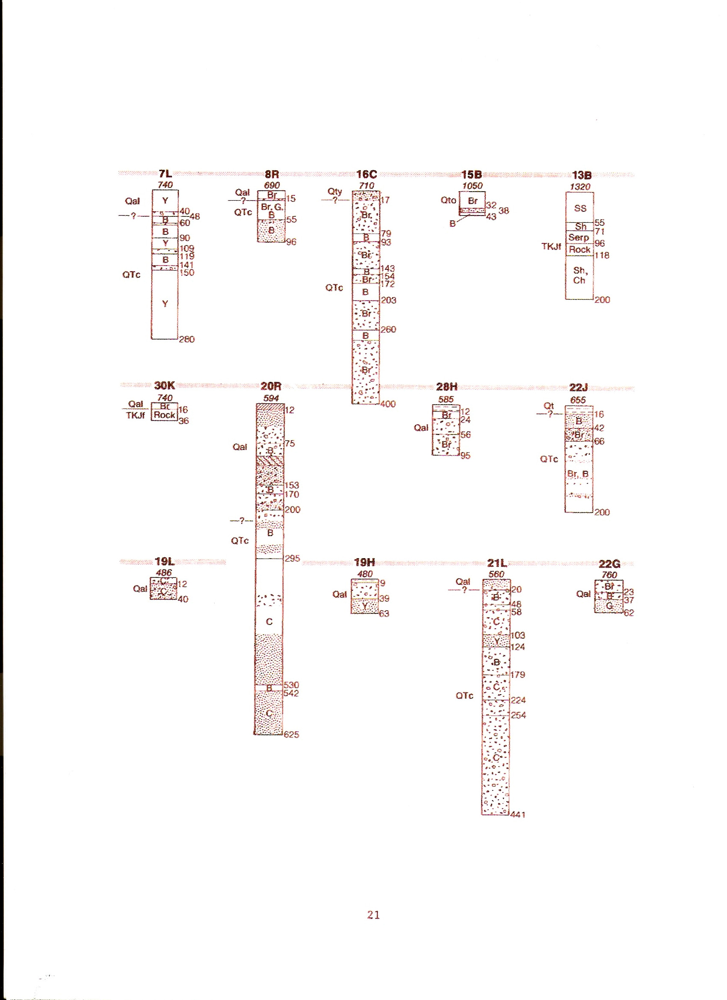 7L
740
Qal
Y
40
—?—
48
B
60
B
90
Y
109
119
B
141
150
QTc
Y
280
8R
690
Qal
Br
15
—?—
QTc
Br, G,
B
55
B
96
16C
710
Qty
—?—
17
Br
79
B
93
Br
143
B
154
Br
172
QTc
B
203
Br
260
B
Br
400
15B
1050
Qto
Br
32
38
43
B
13B
1320
SS
55
Sh
71
Serp
96
TKJf
Rock
118
Sh,
Ch
200
30K
740
Qal
Br
16
TKJf
Rock
36
20R
594
12
75
Qal
B
153
B
170
200
—?—
B
QTc
295
C
530
B
542
C
625
28H
585
12
Br
24
Qal
56
Br
95
22J
655
Qt
—?—
16
B
42
Br
66
QTc
Br, B
200
19L
486
C
12
Qal
C
40
19H
480
9
Qal
39
Y
63
21L
560
Qal
—?—
20
B
48
58
C
103
Y
124
B
179
C
QTc
224
254
C
441
22G
760
Br
23
Qal
B
37
G
62
21